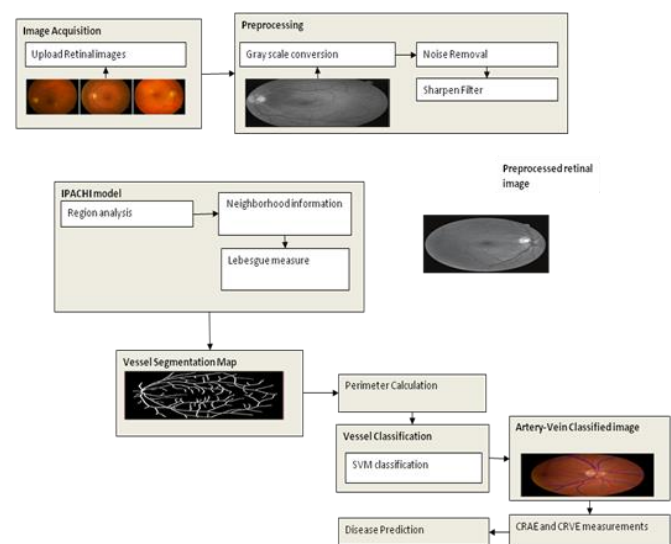 Image Acquisition
Upload Retinal images
Preprocessing
Gray scale conversion
Noise Removal
Sharpen Filter
Preprocessed retinal
image
IPACHI model
Region analysis
Neighborhood information
Lebesgue measure
Vessel Segmentation Map
Perimeter Calculation
Vessel Classification
SVM classification
Artery-Vein Classified image
Disease Prediction
CRAE and CRVE measurements